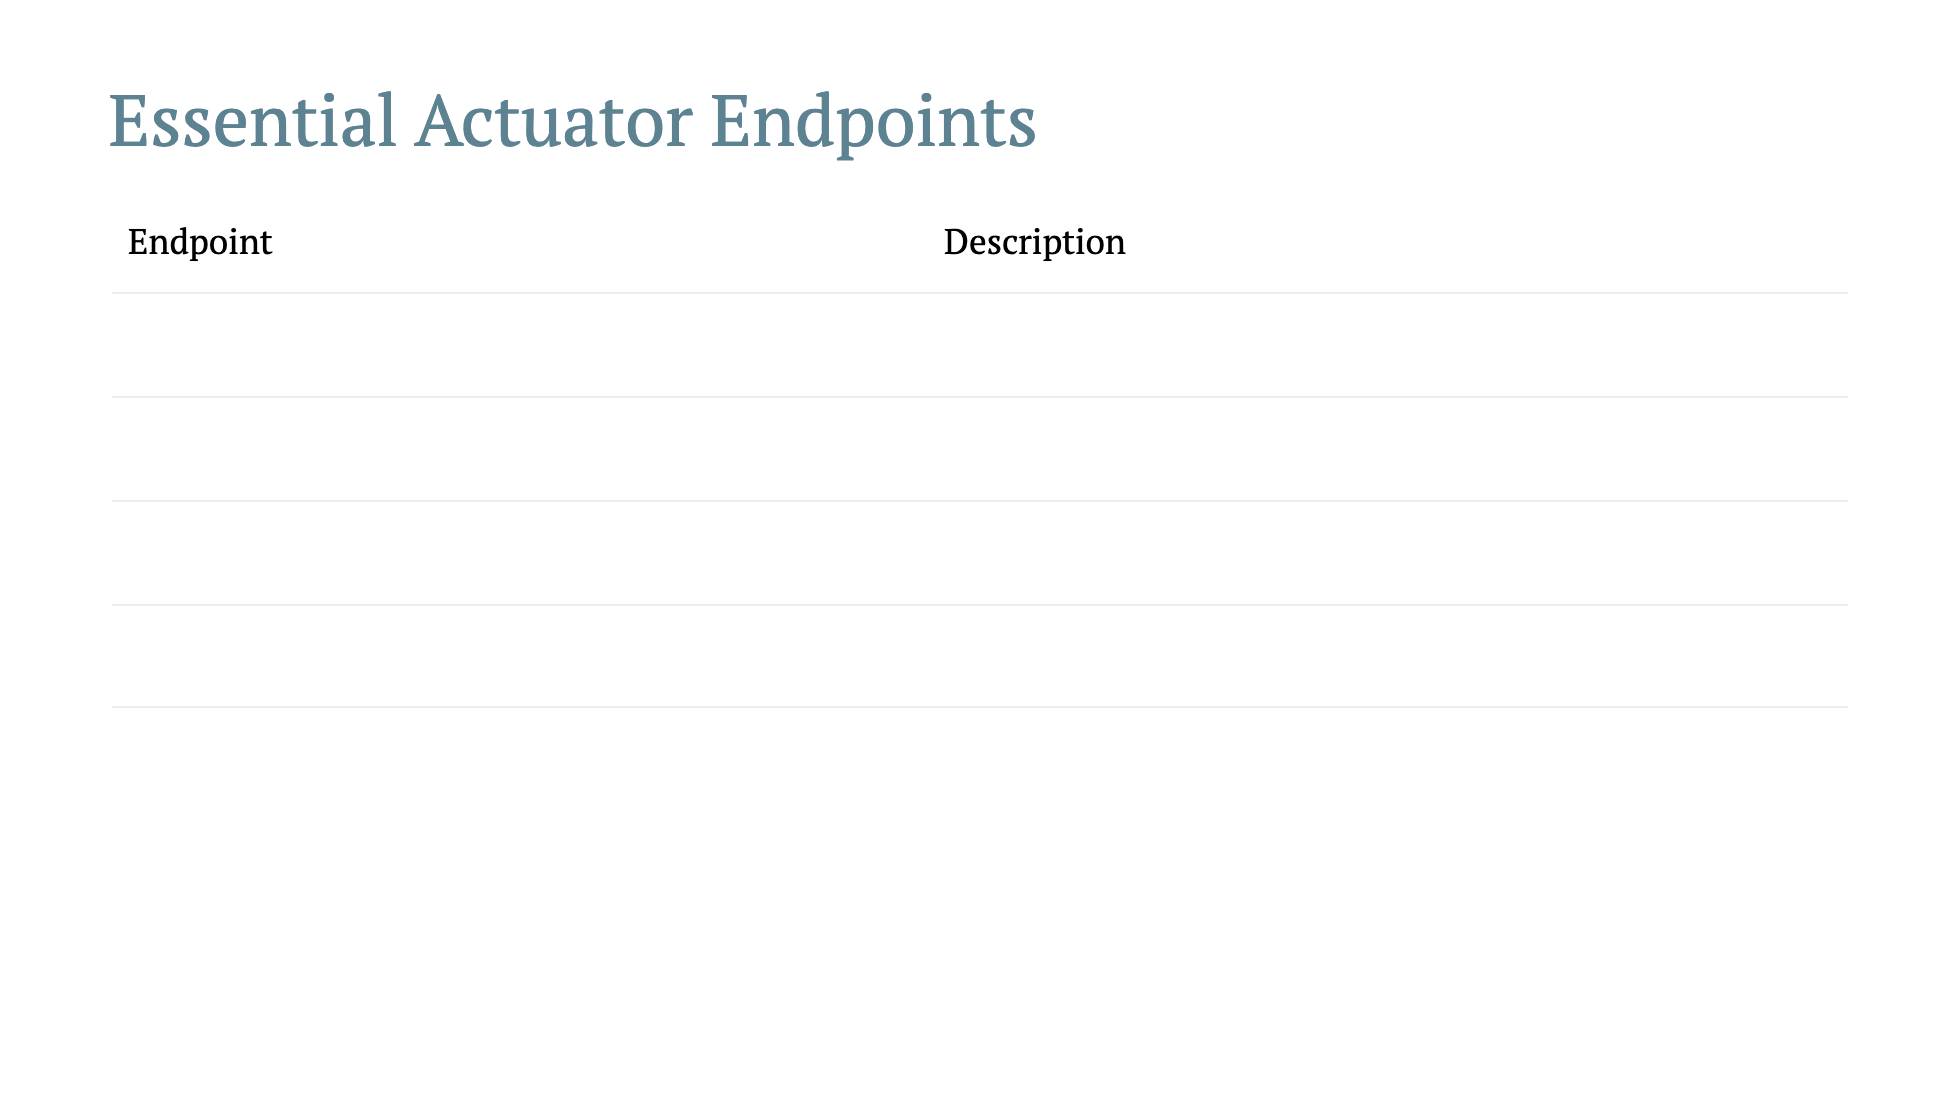 Essential Actuator Endpoints
Endpoint Description